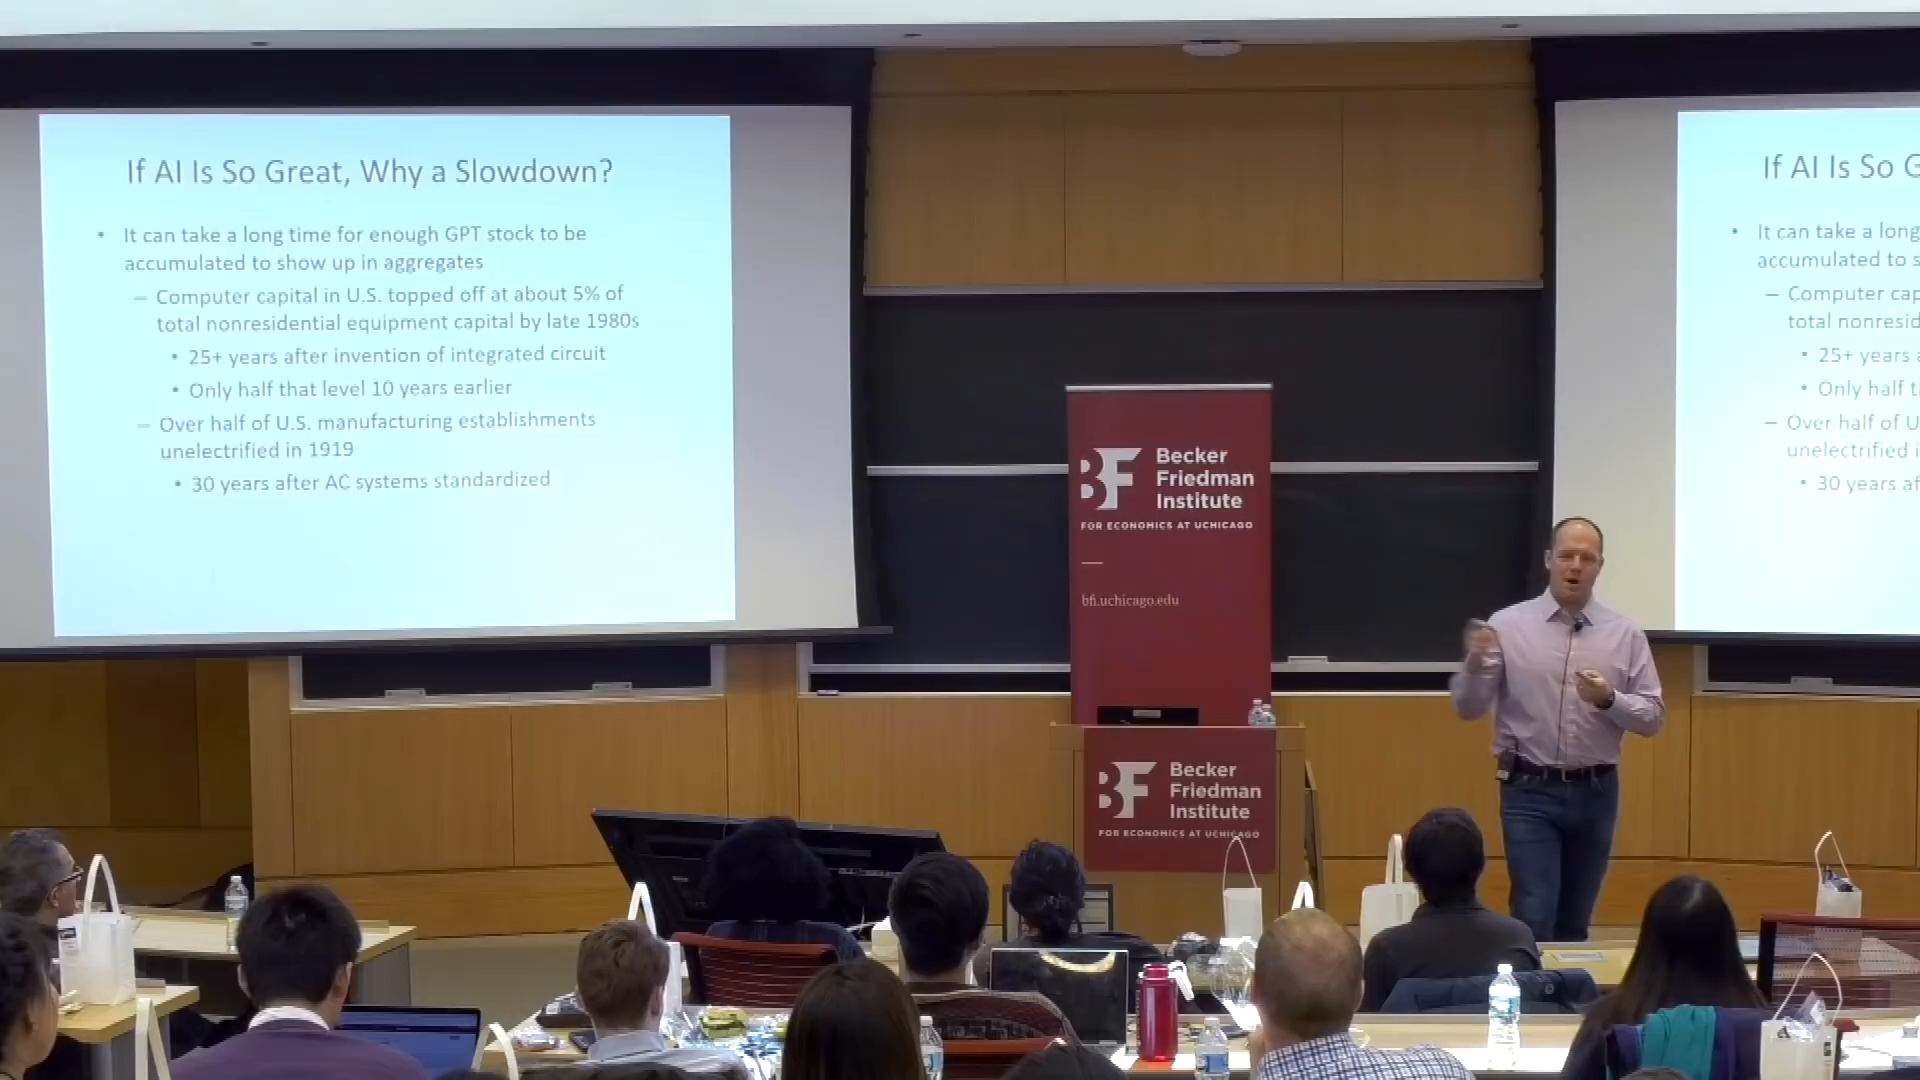 If AI Is So Great, Why a Slowdown?
• It can take a long time for enough GPT stock to be
accumulated to show up in aggregates
– Computer capital in U.S. topped off at about 5% of
total nonresidential equipment capital by late 1980s
• 25+ years after invention of integrated circuit
• Only half that level 10 years earlier
– Over half of U.S. manufacturing establishments
unelectrified in 1919
• 30 years after AC systems standardized
BF Becker
Friedman
Institute
FOR ECONOMICS AT UCHICAGO
bfi.uchicago.edu
BF Becker
Friedman
Institute
FOR ECONOMICS AT UCHICAGO
If AI Is So G
• It can take a long
accumulated to s
– Computer cap
total nonresid
• 25+ years a
• Only half th
– Over half of U
unelectrified i
• 30 years af